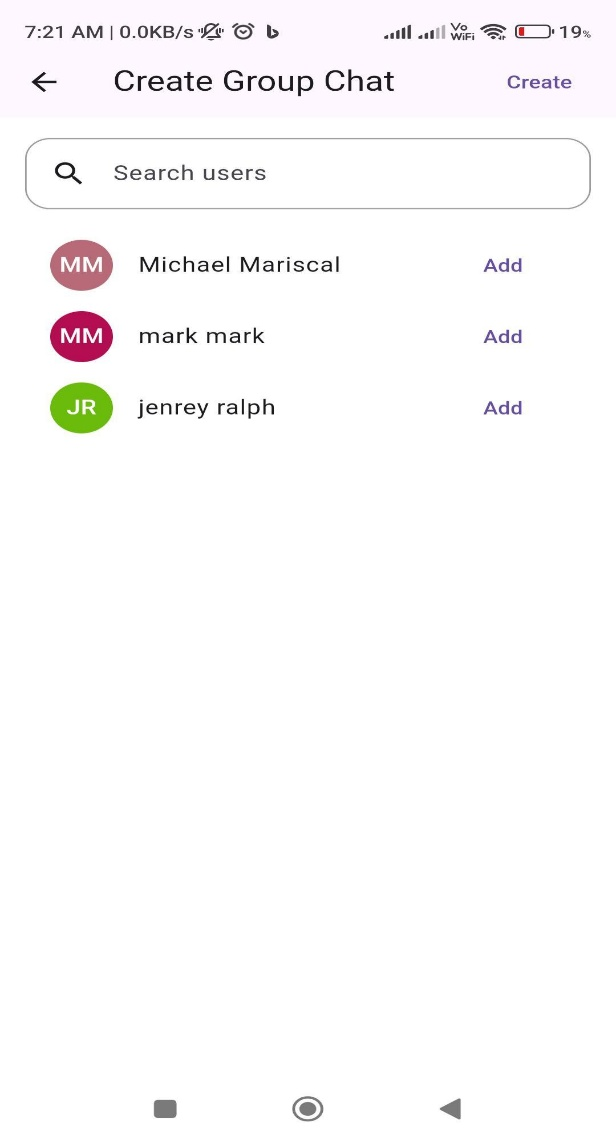 7:21 AM | 0.0KB/s Vo WiFi 19%
Create Group Chat Create
Search users
MM Michael Mariscal Add
MM mark mark Add
JR jenrey ralph Add